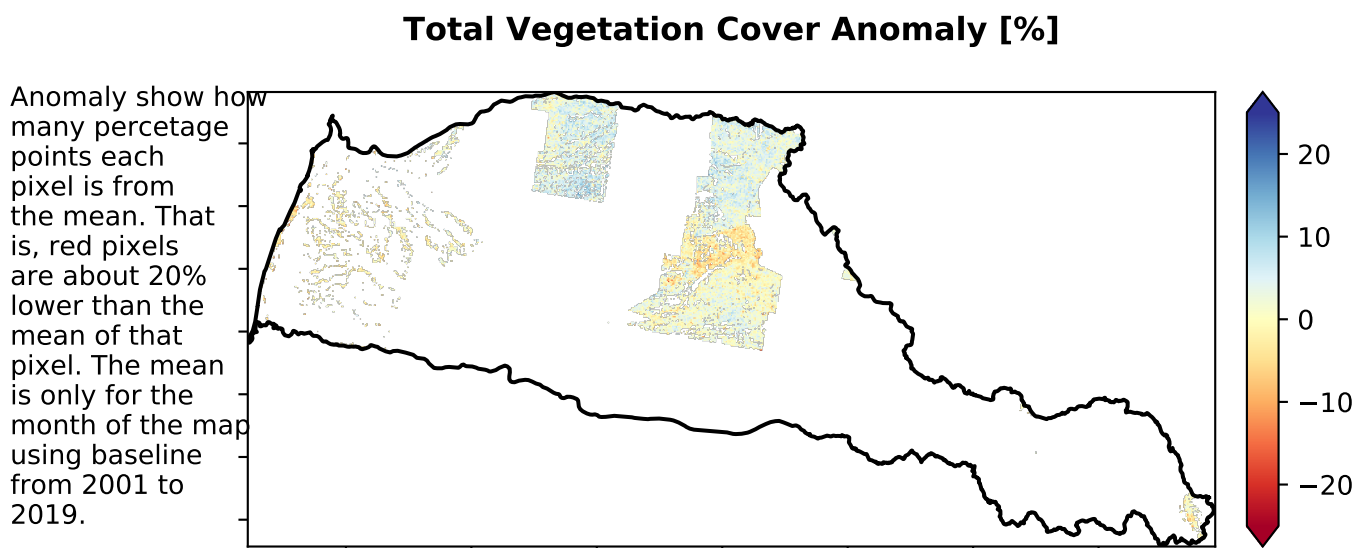 Total Vegetation Cover Anomaly [%]
Anomaly show how
many percetage
points each
pixel is from
the mean. That
is, red pixels
are about 20%
lower than the
mean of that
pixel. The mean
is only for the
month of the map
using baseline
from 2001 to
2019.
20
10
0
−10
−20